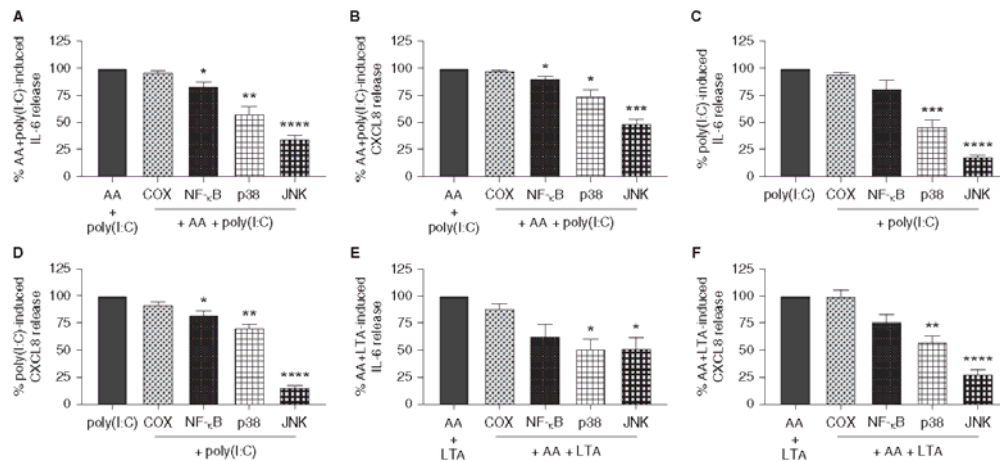 A
% AA+poly(I:C)-induced
IL-6 release
125
100
75
50
25
0
*
**
****
AA
+
poly(I:C)
COX NF-κB p38 JNK
+ AA + poly(I:C)
B
% AA+poly(I:C)-induced
CXCL8 release
125
100
75
50
25
0
*
*
***
AA
+
poly(I:C)
COX NF-κB p38 JNK
+ AA + poly(I:C)
C
% poly(I:C)-induced
IL-6 release
125
100
75
50
25
0
***
****
poly(I:C) COX NF-κB p38 JNK
+ poly(I:C)
D
% poly(I:C)-induced
CXCL8 release
125
100
75
50
25
0
*
**
****
poly(I:C) COX NF-κB p38 JNK
+ poly(I:C)
E
% AA+LTA-induced
IL-6 release
125
100
75
50
25
0
*
*
AA
+
LTA
COX NF-κB p38 JNK
+ AA + LTA
F
% AA+LTA-induced
CXCL8 release
125
100
75
50
25
0
**
****
AA
+
LTA
COX NF-κB p38 JNK
+ AA + LTA